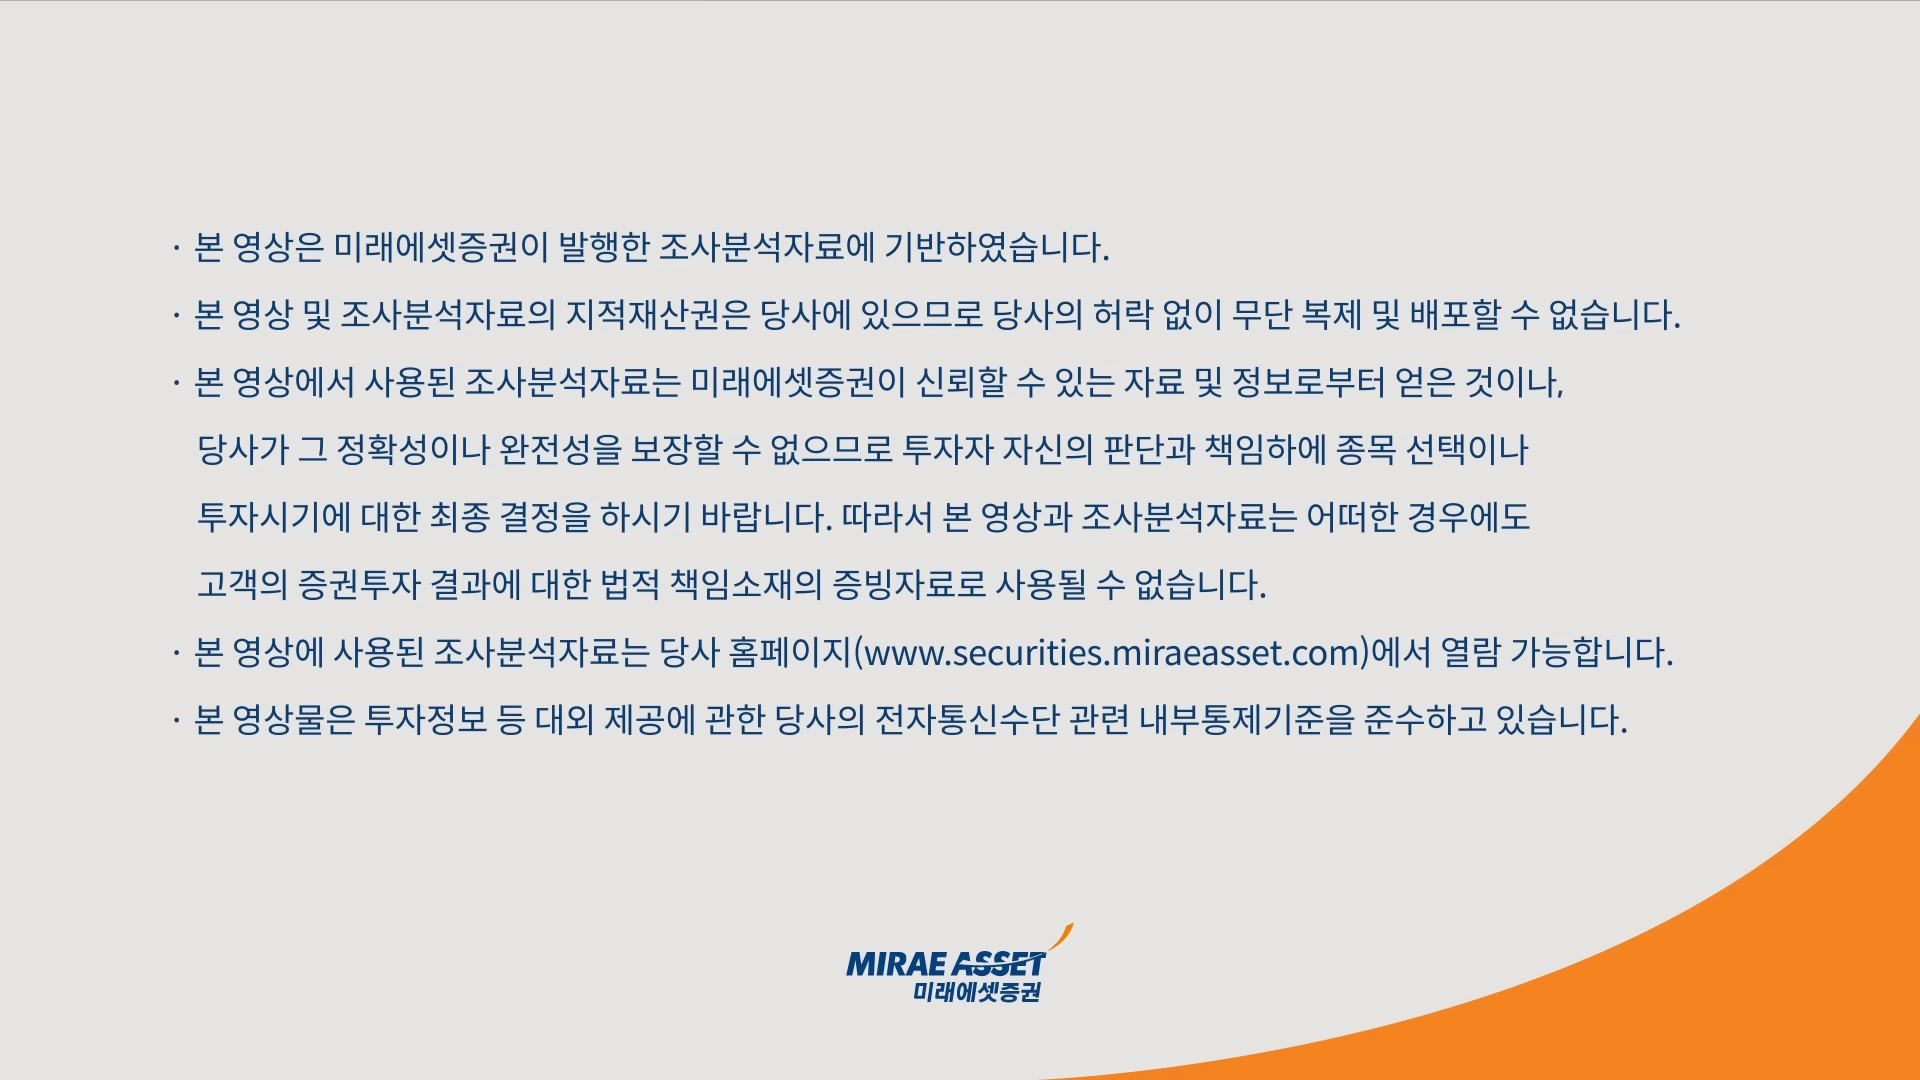 · 본 영상은 미래에셋증권이 발행한 조사분석자료에 기반하였습니다.
· 본 영상 및 조사분석자료의 지적재산권은 당사에 있으므로 당사의 허락 없이 무단 복제 및 배포할 수 없습니다.
· 본 영상에서 사용된 조사분석자료는 미래에셋증권이 신뢰할 수 있는 자료 및 정보로부터 얻은 것이나,
당사가 그 정확성이나 완전성을 보장할 수 없으므로 투자자 자신의 판단과 책임하에 종목 선택이나
투자시기에 대한 최종 결정을 하시기 바랍니다. 따라서 본 영상과 조사분석자료는 어떠한 경우에도
고객의 증권투자 결과에 대한 법적 책임소재의 증빙자료로 사용될 수 없습니다.
· 본 영상에 사용된 조사분석자료는 당사 홈페이지(www.securities.miraeasset.com)에서 열람 가능합니다.
· 본 영상물은 투자정보 등 대외 제공에 관한 당사의 전자통신수단 관련 내부통제기준을 준수하고 있습니다.
MIRAE ASSET
미래에셋증권